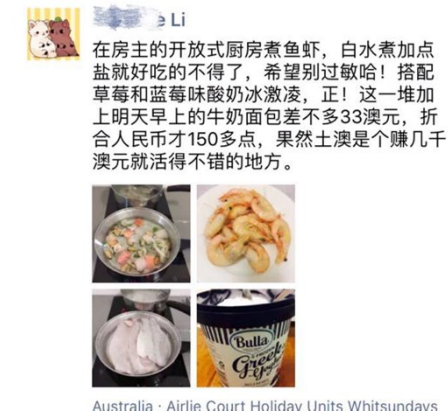 e Li
在房主的开放式厨房煮鱼虾，白水煮加点
盐就好吃的不得了，希望别过敏哈！搭配
草莓和蓝莓味酸奶冰激凌，正！这一堆加
上明天早上的牛奶面包差不多33澳元，折
合人民币才150多点，果然土澳是个赚几千
澳元就活得不错的地方。
Bulla
Greek
Australia · Airlie Court Holiday Units Whitsundays